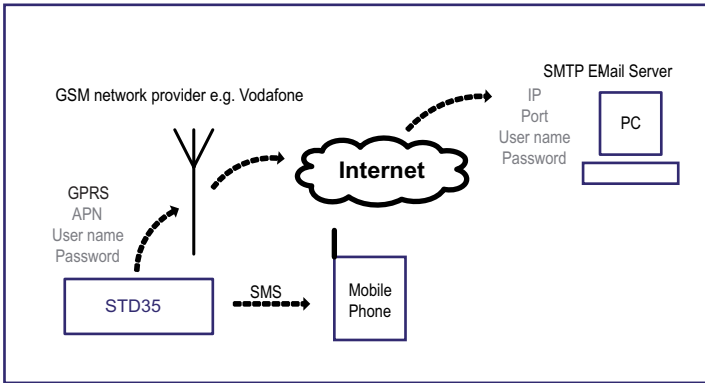 SMTP EMail Server
IP
Port
User name
Password
PC
GSM network provider e.g. Vodafone
Internet
GPRS
APN
User name
Password
STD35
SMS
Mobile
Phone